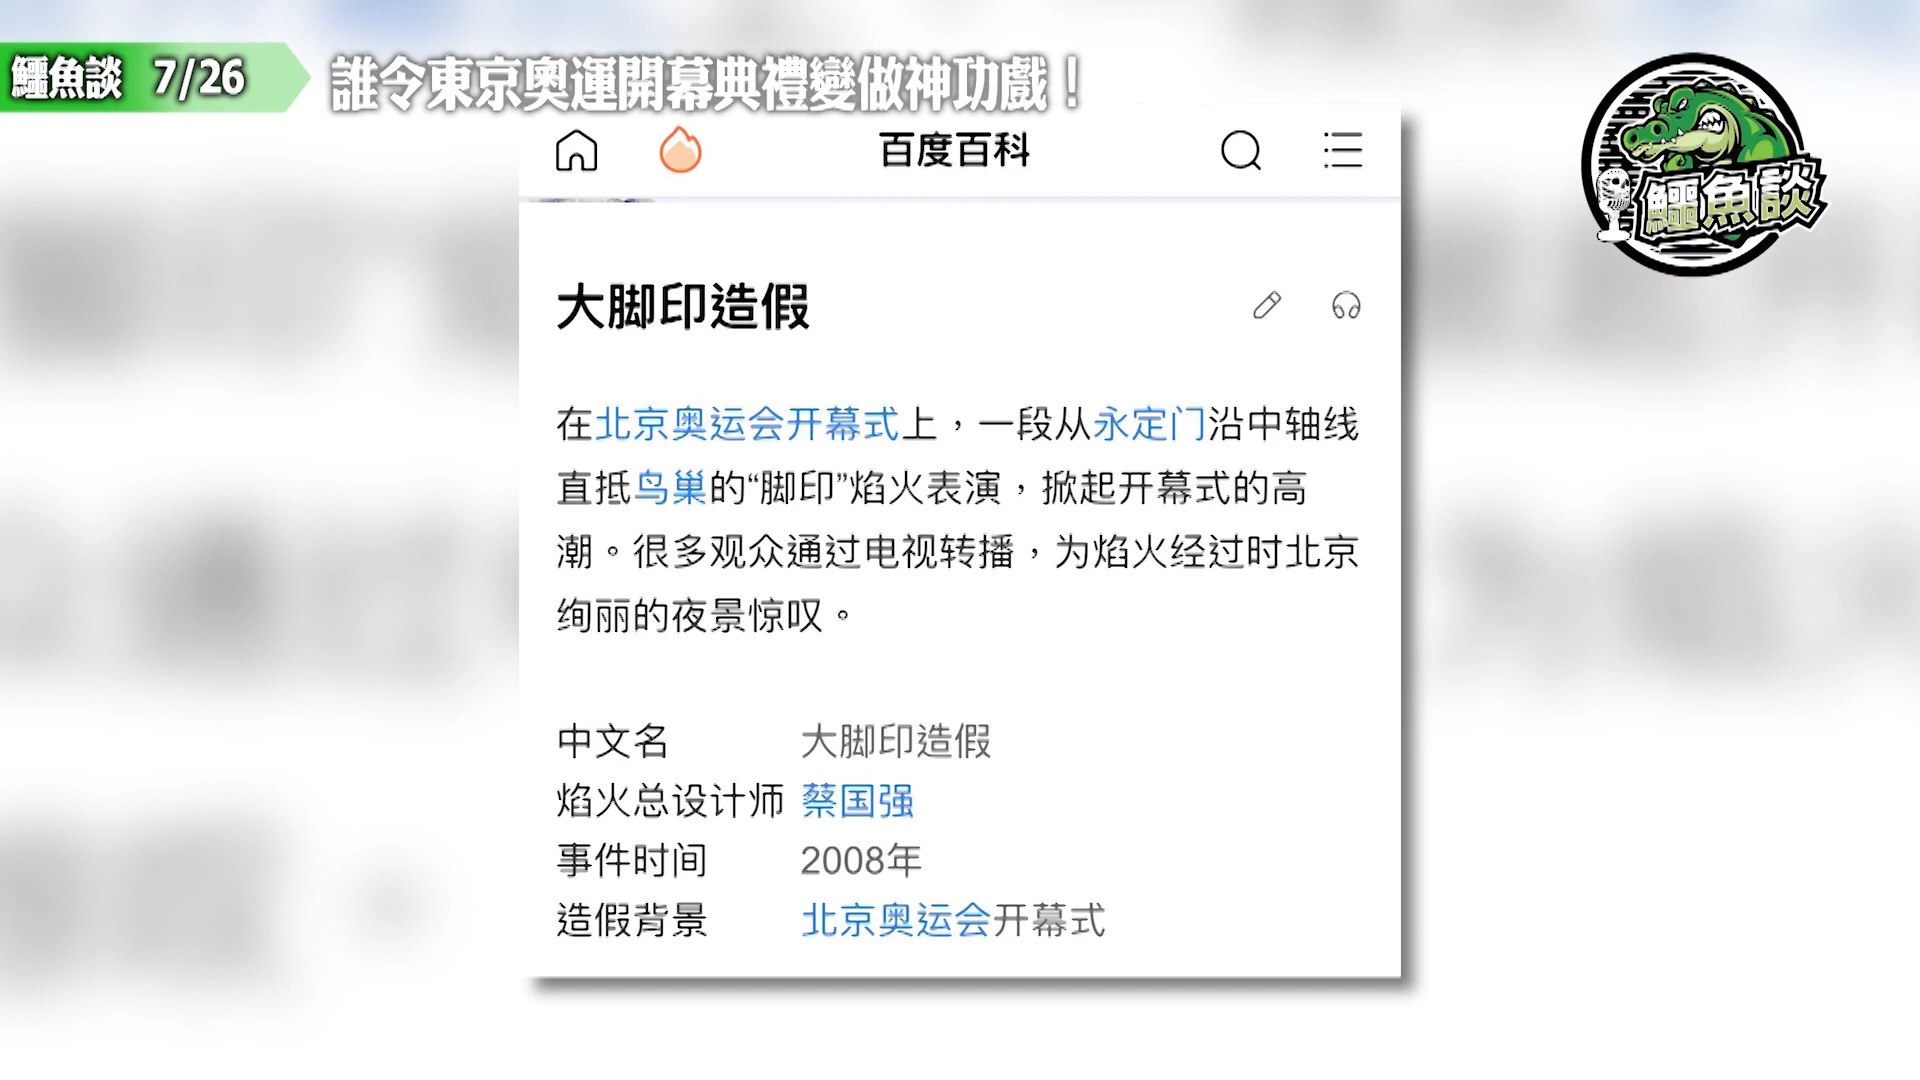 鱷魚談 7/26
誰令東京奧運開幕典禮變做神功戲！
鱷魚談
百度百科
大脚印造假
在北京奥运会开幕式上，一段从永定门沿中轴线
直抵鸟巢的“脚印”焰火表演，掀起开幕式的高
潮。很多观众通过电视转播，为焰火经过时北京
绚丽的夜景惊叹。
中文名 大脚印造假
焰火总设计师 蔡国强
事件时间 2008年
造假背景 北京奥运会开幕式